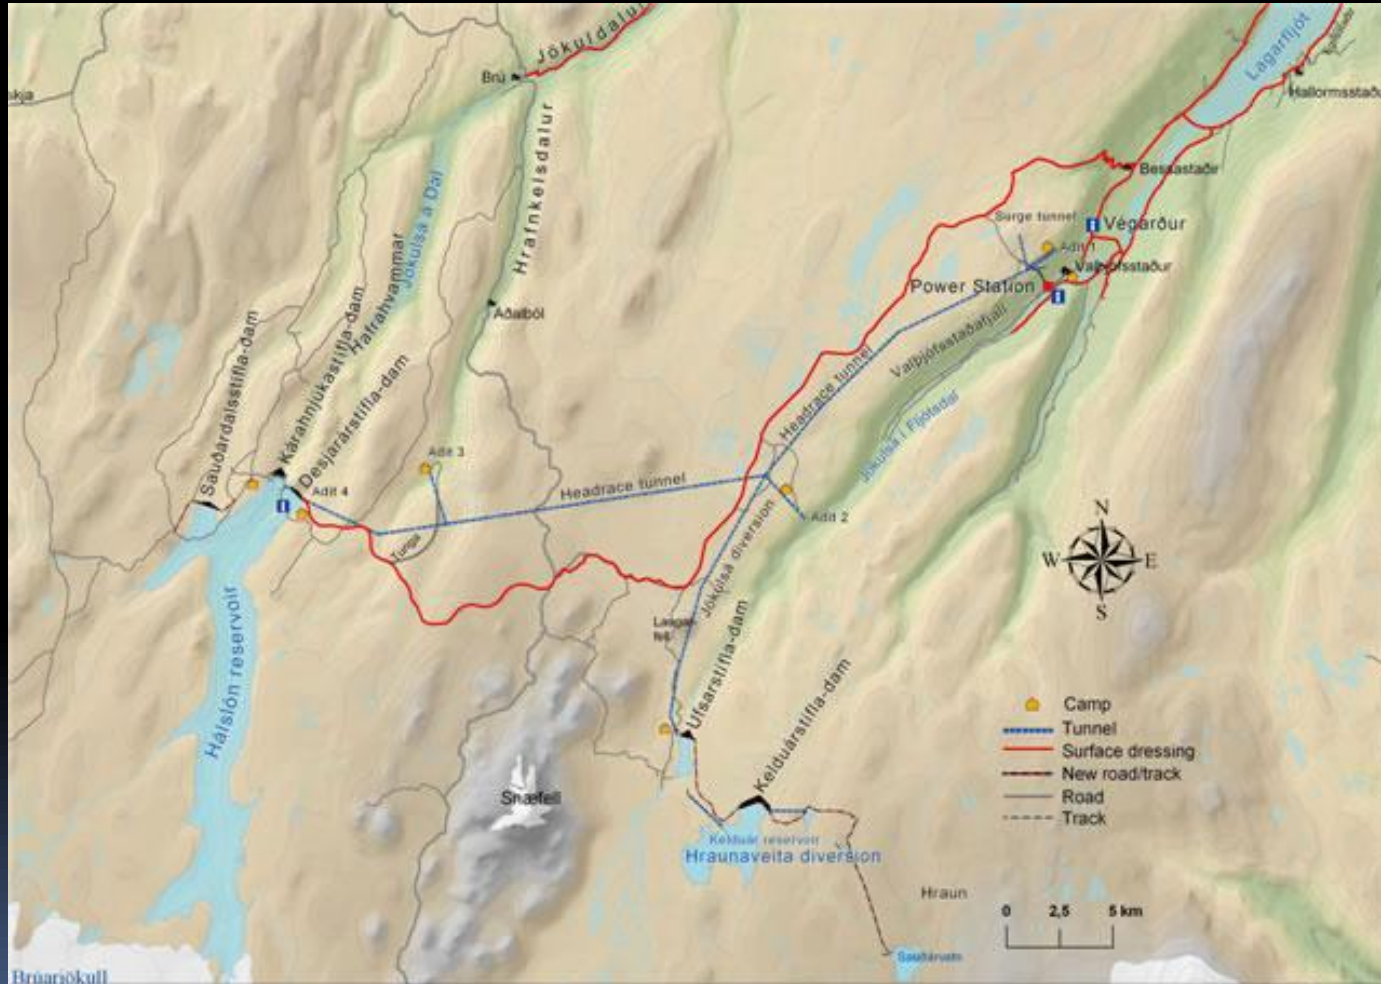 Jökuldalur
Brú
Lagarfljót
Hallormsstaðu
Bessastaðir
Surge tunnel
Végarður
Adit 1
Valþjófsstaður
Power Station
Hrafnkelsdalur
Jökulsá á Dal
Hafrahvammar
Aðalból
Valþjófsstaðafjall
Sauðárdalsstífla-dam
Kárahnjúkastífla-dam
Desjarárstífla-dam
Headrace tunnel
Jökulsá í Fljótsdal
Adit 3
Adit 4
Headrace tunnel
Adit 2
Tunga
Jökulsá diversion
N
W
E
S
Hálslón reservoir
Ufsarstífla-dam
Kelduárstífla-dam
Camp
Tunnel
Surface dressing
New road/track
Road
Track
Snæfell
Kelduár reservoir
Hraunaveita diversion
Hraun
0 2,5 5 km
Brúarjökull